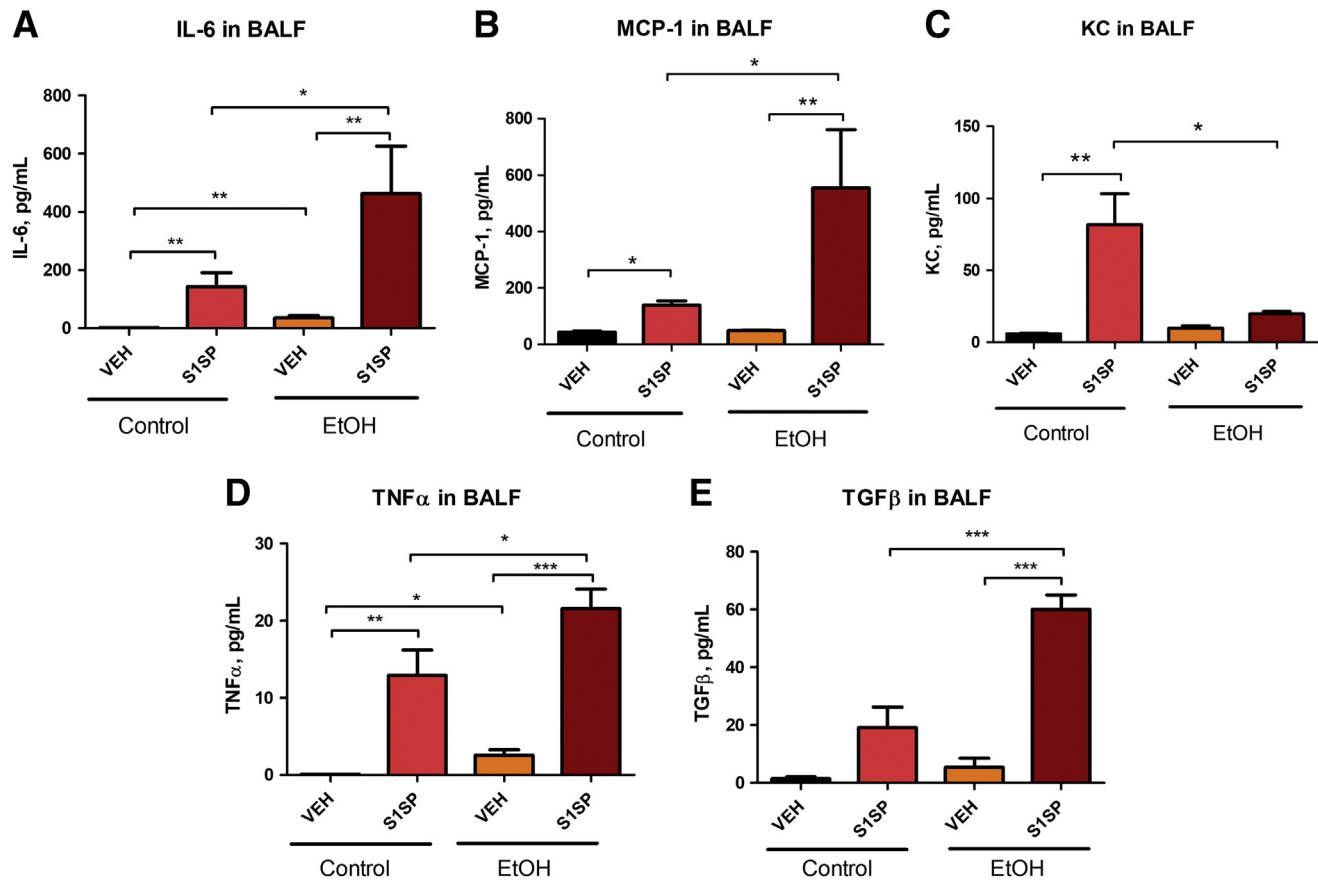 A
IL-6 in BALF
IL-6, pg/mL
800
600
400
200
0
*
**
**
**
VEH
S1SP
VEH
S1SP
Control
EtOH
B
MCP-1 in BALF
MCP-1, pg/mL
800
600
400
200
0
*
**
*
VEH
S1SP
VEH
S1SP
Control
EtOH
C
KC in BALF
KC, pg/mL
150
100
50
0
*
**
VEH
S1SP
VEH
S1SP
Control
EtOH
D
TNFα in BALF
TNFα, pg/mL
30
20
10
0
*
***
*
**
VEH
S1SP
VEH
S1SP
Control
EtOH
E
TGFβ in BALF
TGFβ, pg/mL
80
60
40
20
0
***
***
VEH
S1SP
VEH
S1SP
Control
EtOH